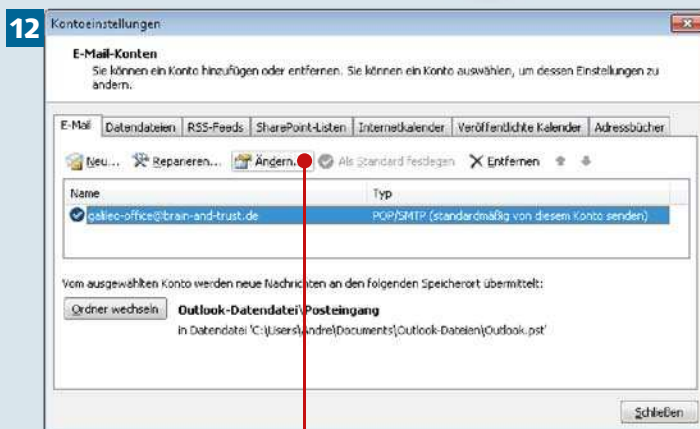 12
Kontoeinstellungen
E-Mail-Konten
Sie können ein Konto hinzufügen oder entfernen. Sie können ein Konto auswählen, um dessen Einstellungen zu
ändern.
E-Mail Datendateien RSS-Feeds SharePoint-Listen Internetkalender Veröffentlichte Kalender Adressbücher
Neu... Reparieren... Ändern... Als Standard festlegen Entfernen
Name Typ
galileo-office@brain-and-trust.de POP/SMTP (standardmäßig von diesem Konto senden)
Vom ausgewählten Konto werden neue Nachrichten an den folgenden Speicherort übermittelt:
Ordner wechseln Outlook-Datendatei\Posteingang
in Datendatei 'C:\Users\Andre\Documents\Outlook-Dateien\Outlook.pst'
Schließen